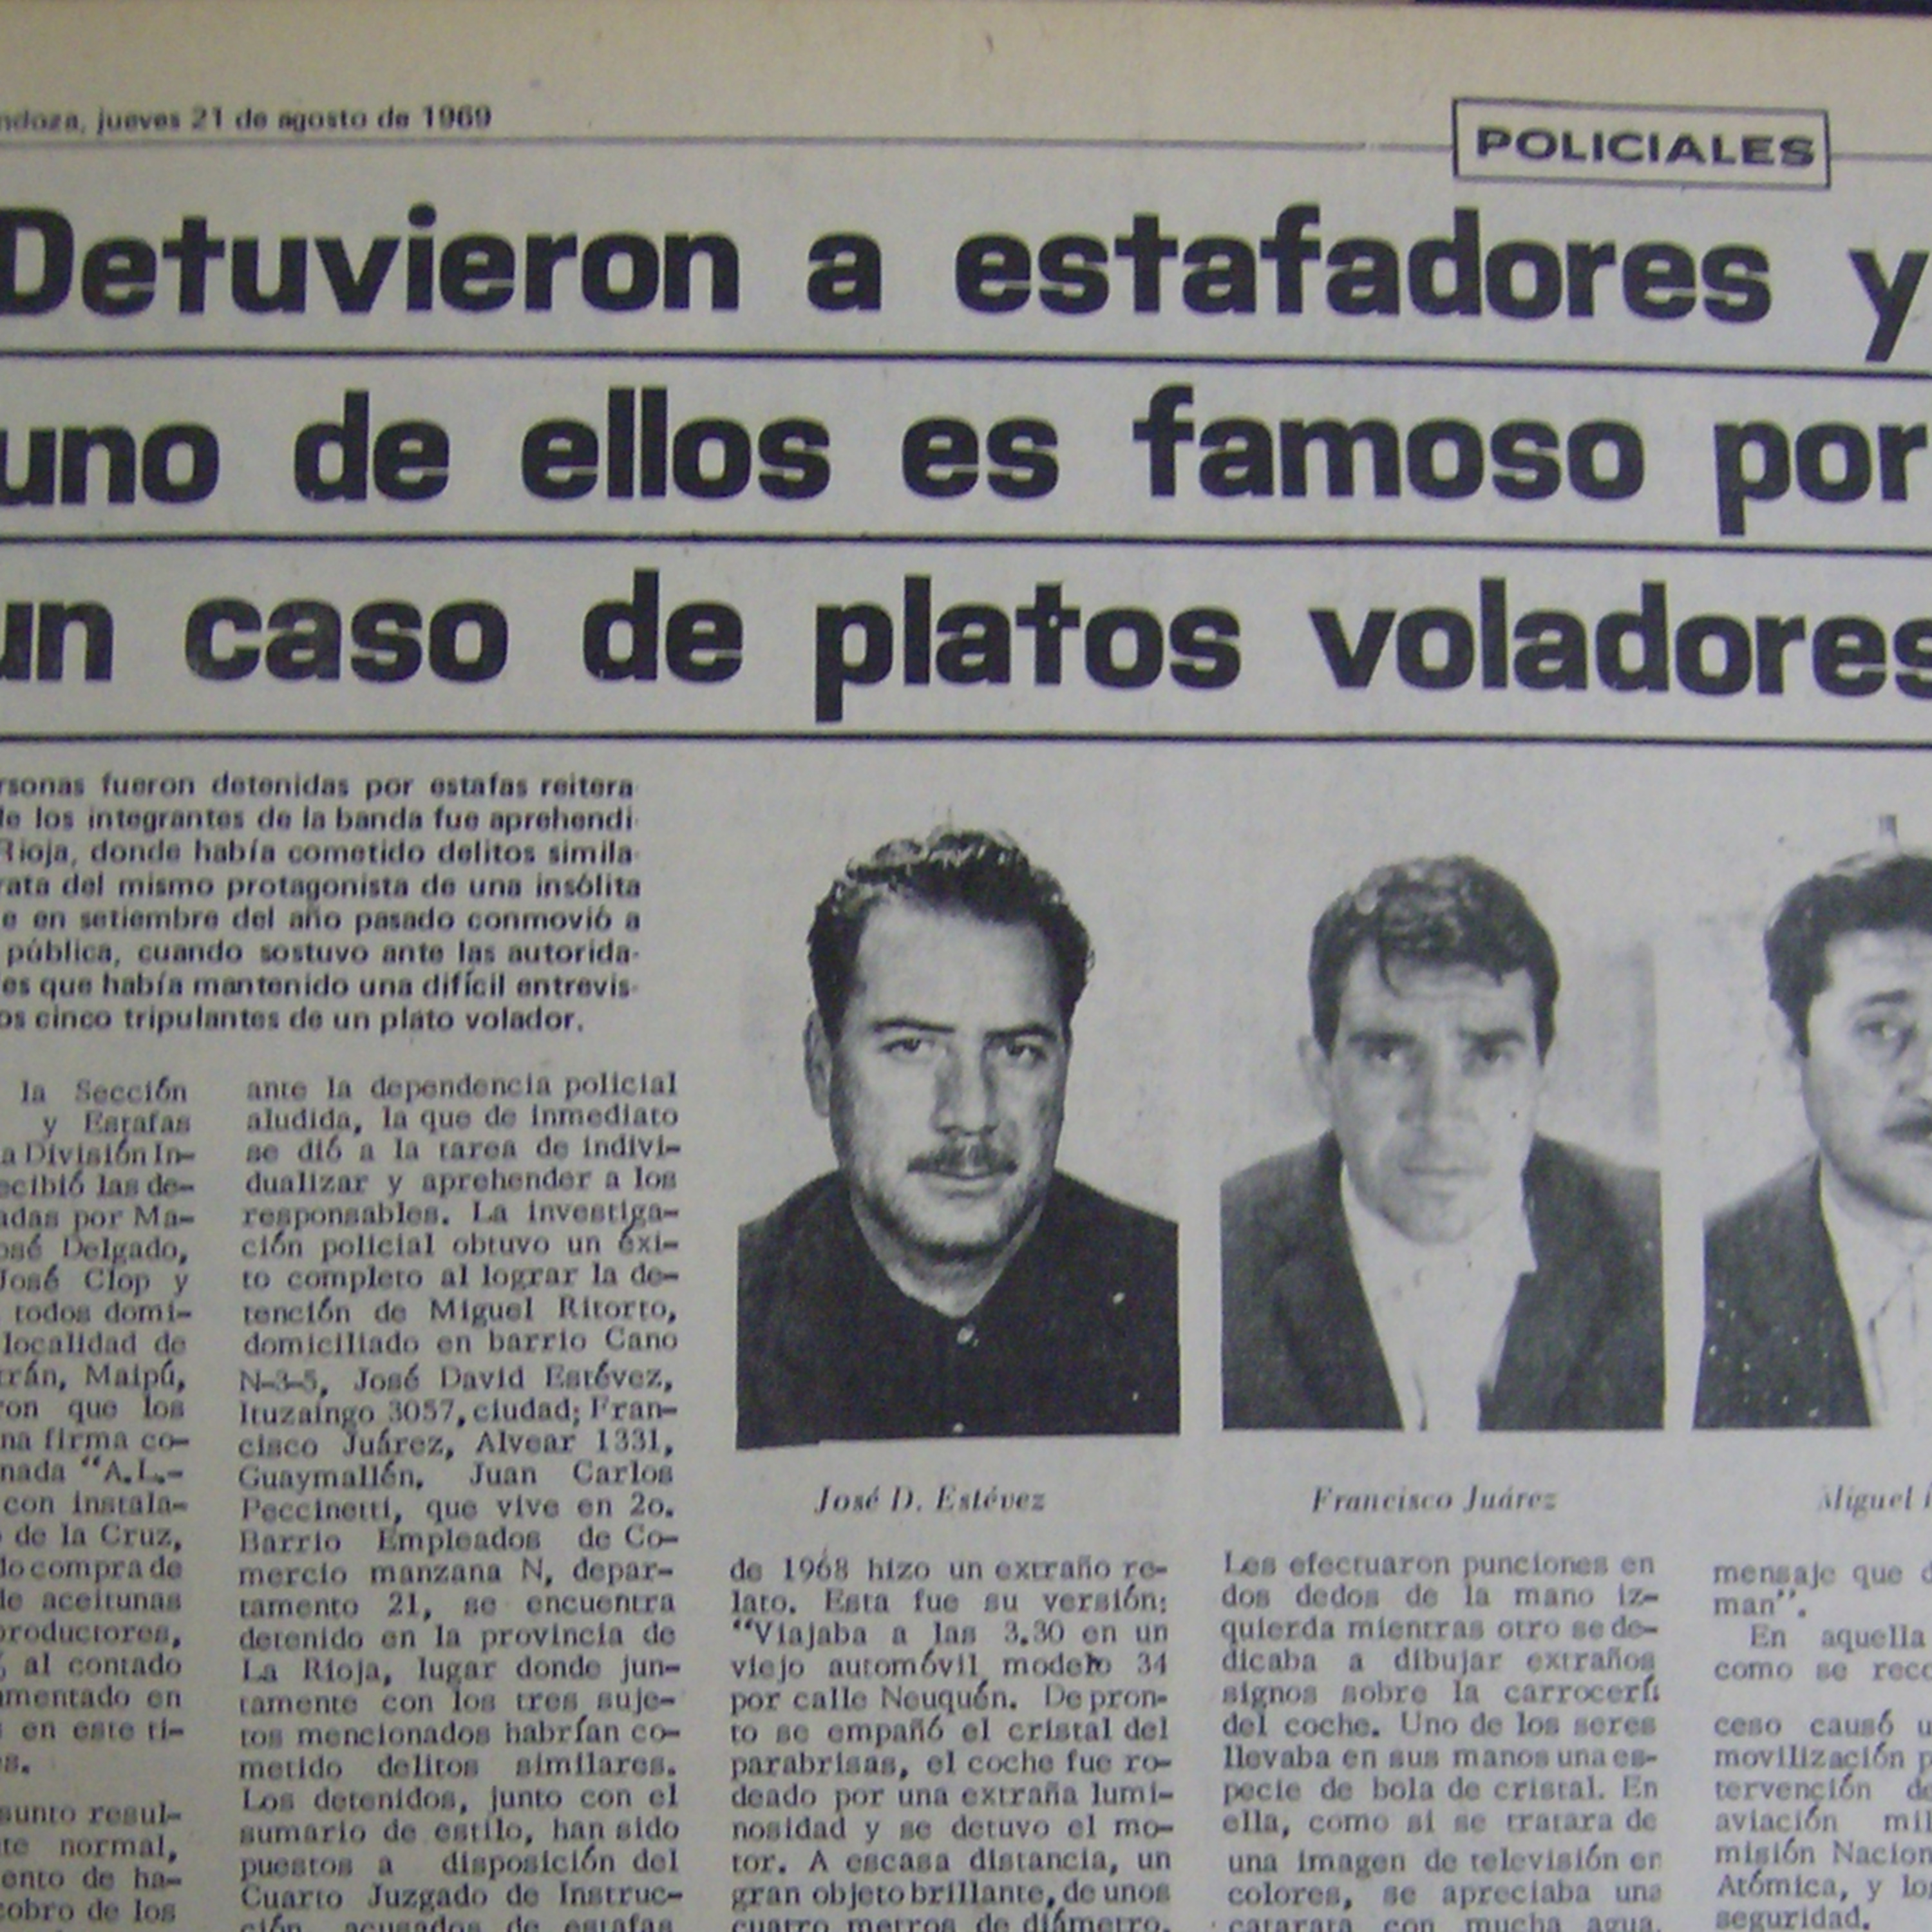 ndoza, jueves 21 de agosto de 1969
POLICIALES
Detuvieron a estafadores y
uno de ellos es famoso por
un caso de platos voladores
rsonas fueron detenidas por estafas reitera
de los integrantes de la banda fue aprehendi
Rioja, donde había cometido delitos simila-
rata del mismo protagonista de una insólita
e en setiembre del año pasado conmovió a
pública, cuando sostuvo ante las autorida-
es que había mantenido una difícil entrevis-
os cinco tripulantes de un plato volador.
la Sección
y Estafas
a División In-
ecibió las de-
adas por Ma-
osé Delgado,
José Clop y
todos domi-
localidad de
trán, Maipú,
ron que los
na firma co-
nada "A.L.-
con instala-
de la Cruz,
do compra de
de aceitunas
productores,
al contado
amentado en
en este ti-
s.
sunto resul-
te normal,
ento de ha-
cobro de los
ante la dependencia policial
aludida, la que de inmediato
se dió a la tarea de indivi-
dualizar y aprehender a los
responsables. La investiga-
ción policial obtuvo un éxi-
to completo al lograr la de-
tención de Miguel Ritorto,
domiciliado en barrio Cano
N-3-5, José David Estévez,
Ituzaingo 3057, ciudad; Fran-
cisco Juárez, Alvear 1331,
Guaymallén. Juan Carlos
Peccinetti, que vive en 2o.
Barrio Empleados de Co-
mercio manzana N, depar-
tamento 21, se encuentra
detenido en la provincia de
La Rioja, lugar donde jun-
tamente con los tres suje-
tos mencionados habrían co-
metido delitos similares.
Los detenidos, junto con el
sumario de estilo, han sido
puestos a disposición del
Cuarto Juzgado de Instruc-
ción, acusados de estafas
José D. Estévez
de 1968 hizo un extraño re-
lato. Esta fue su versión:
"Viajaba a las 3.30 en un
viejo automóvil modelo 34
por calle Neuquén. De pron-
to se empañó el cristal del
parabrisas, el coche fue ro-
deado por una extraña lumi-
nosidad y se detuvo el mo-
tor. A escasa distancia, un
gran objeto brillante, de unos
cuatro metros de diámetro,
Francisco Juárez
Les efectuaron punciones en
dos dedos de la mano iz-
quierda mientras otro se de-
dicaba a dibujar extraños
signos sobre la carrocerí
del coche. Uno de los seres
llevaba en sus manos una es-
pecie de bola de cristal. En
ella, como si se tratara de
una imagen de televisión en
colores, se apreciaba una
catarata con mucha agua,
Miguel
mensaje que
man".
En aquella
como se reco
ceso causó u
movilización p
tervención de
aviación mil
misión Nacion
Atómica, y los
seguridad.